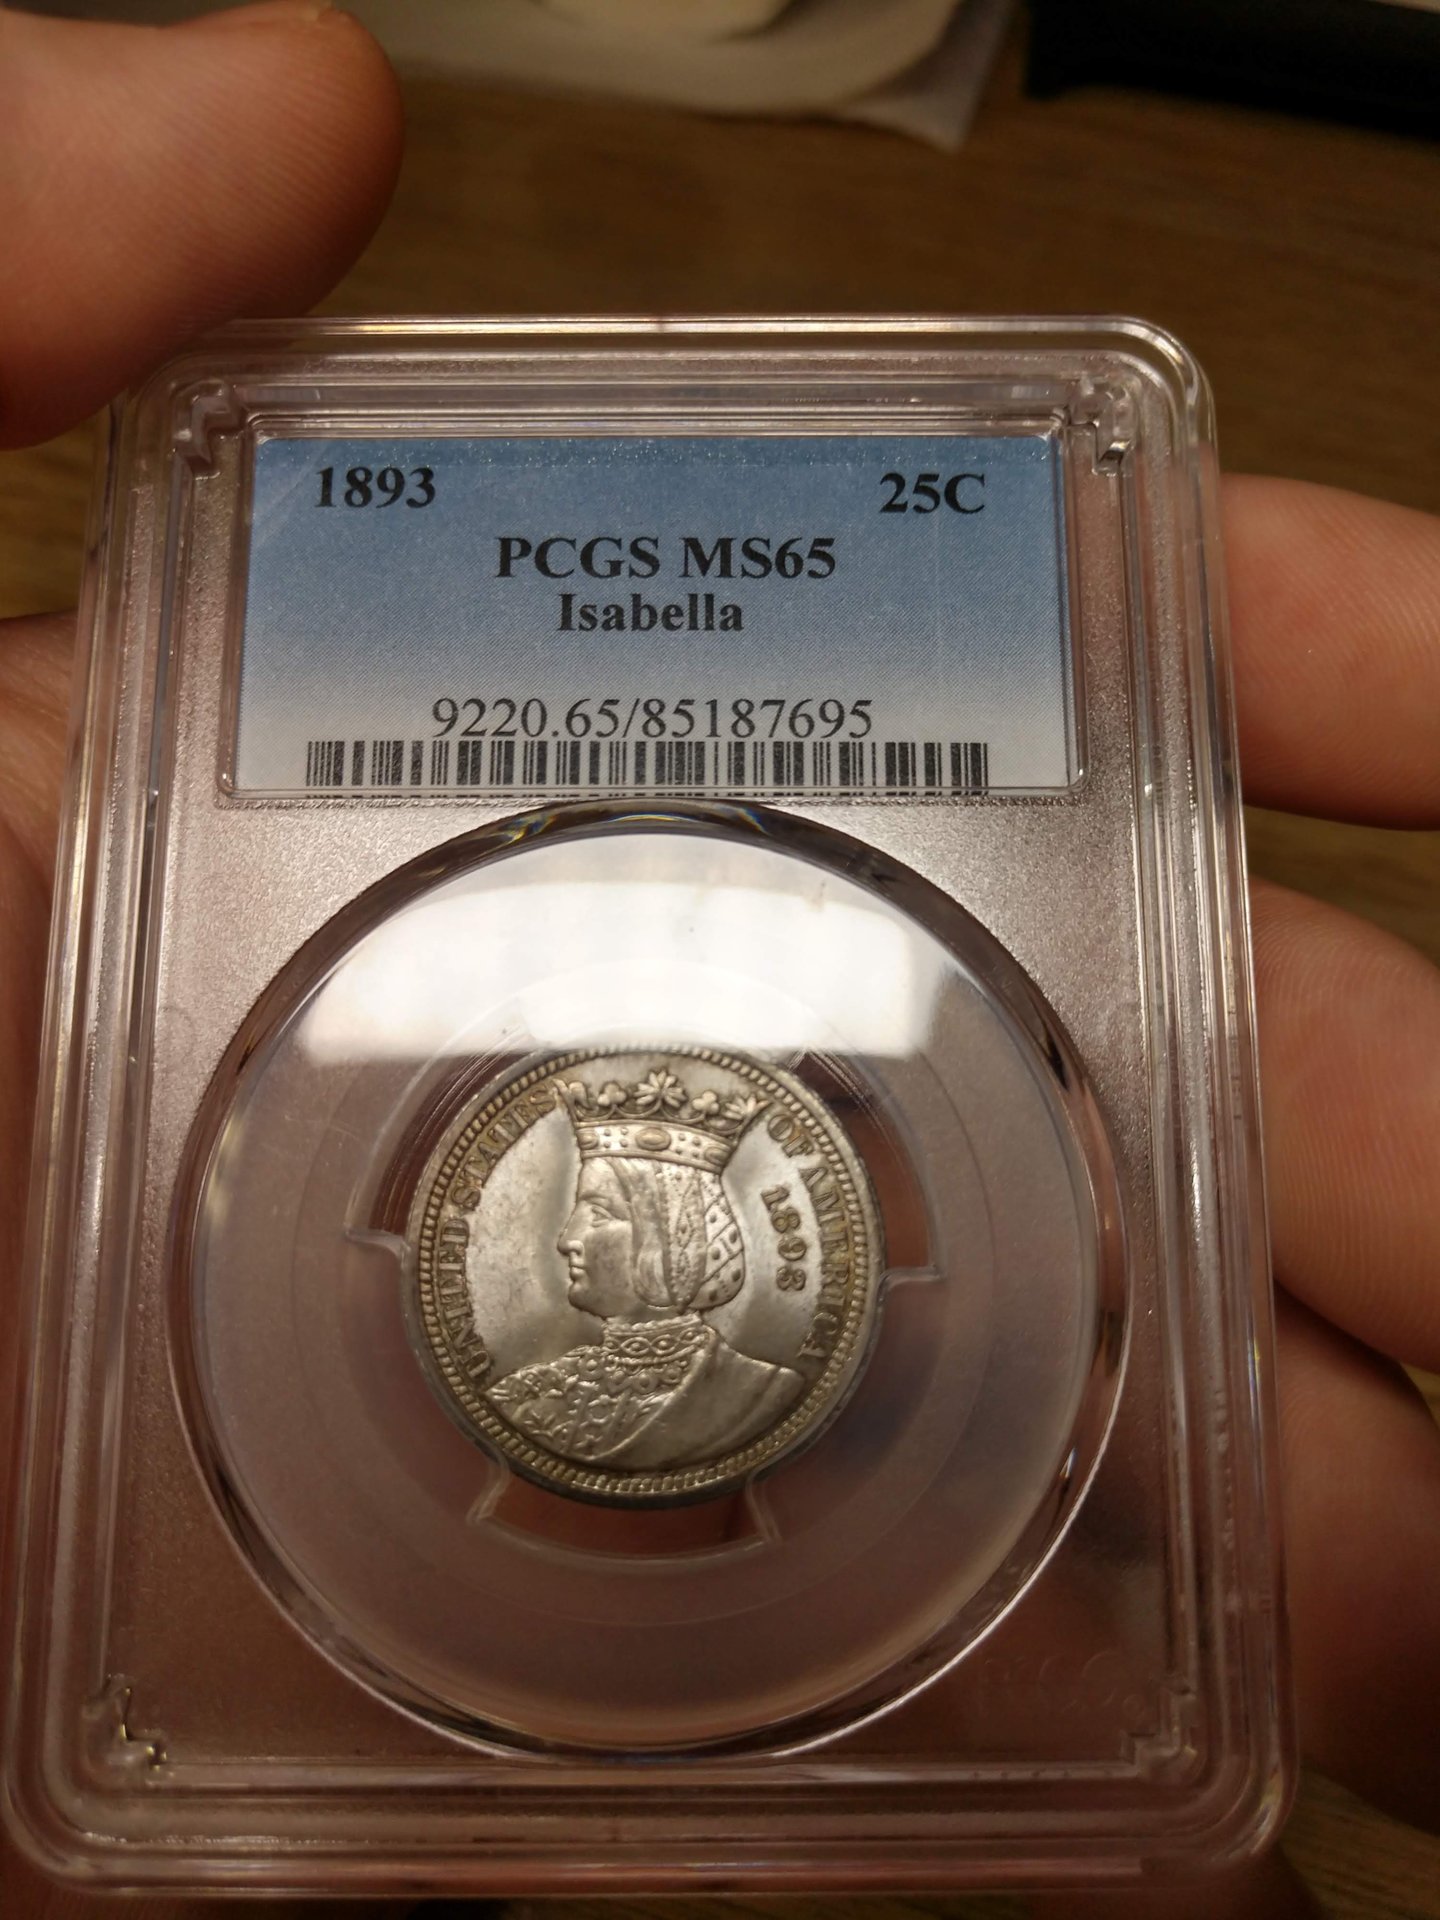 1893 25C
PCGS MS65
Isabella
9220.65/85187695
UNITED STATES OF AMERICA
1893